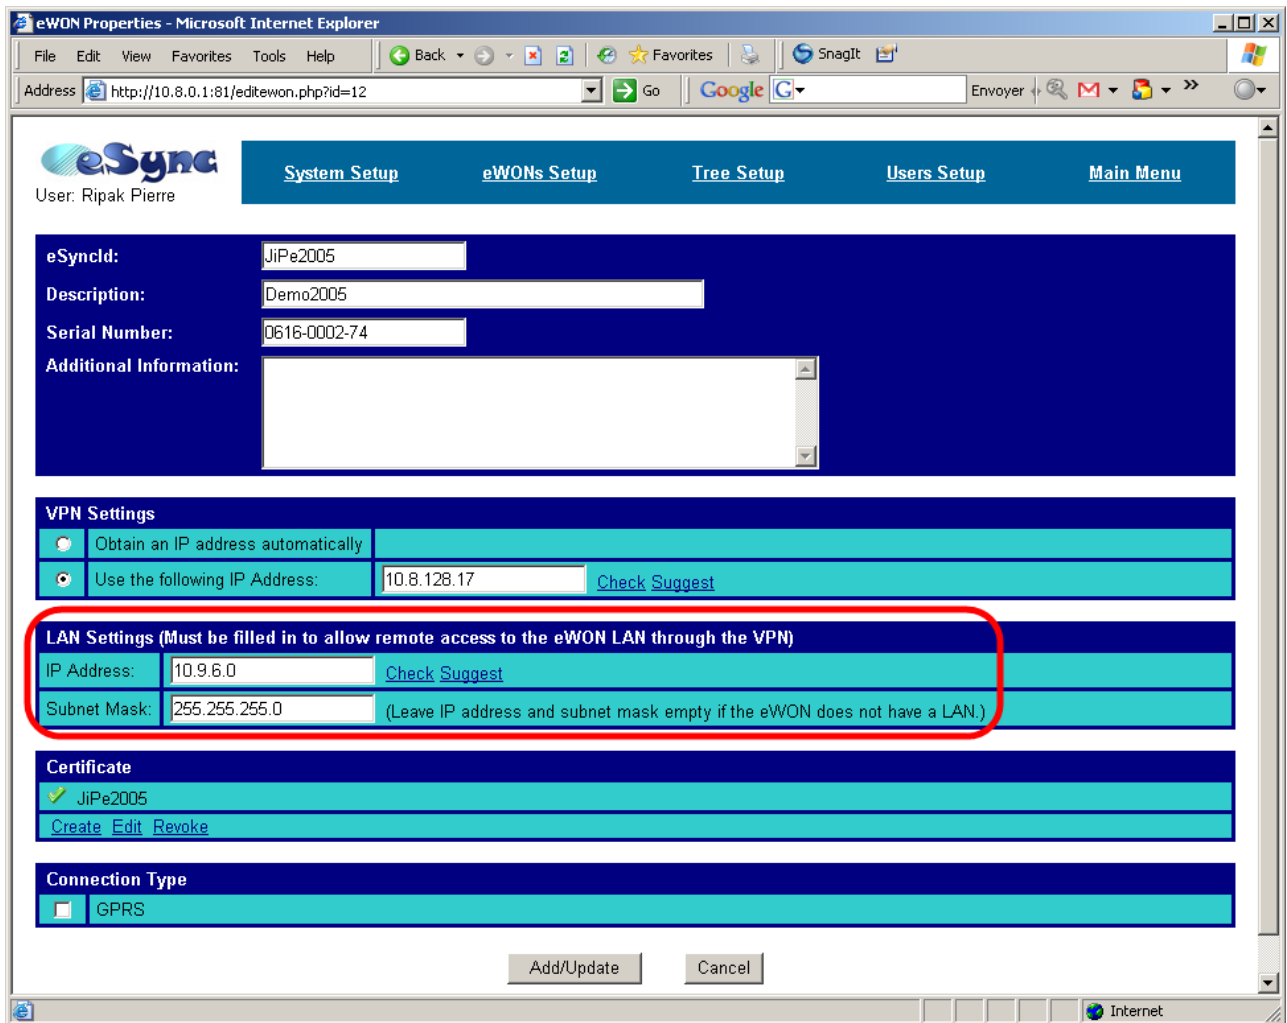 eWON Properties - Microsoft Internet Explorer
File Edit View Favorites Tools Help Back Favorites SnagIt
Address http://10.8.0.1:81/editewon.php?id=12 Go Google G Envoyer »
eSync System Setup eWONs Setup Tree Setup Users Setup Main Menu
User: Ripak Pierre
eSyncId: JiPe2005
Description: Demo2005
Serial Number: 0616-0002-74
Additional Information:
VPN Settings
Obtain an IP address automatically
Use the following IP Address: 10.8.128.17 Check Suggest
LAN Settings (Must be filled in to allow remote access to the eWON LAN through the VPN)
IP Address: 10.9.6.0 Check Suggest
Subnet Mask: 255.255.255.0 (Leave IP address and subnet mask empty if the eWON does not have a LAN.)
Certificate
JiPe2005
Create Edit Revoke
Connection Type
GPRS
Add/Update Cancel
Internet